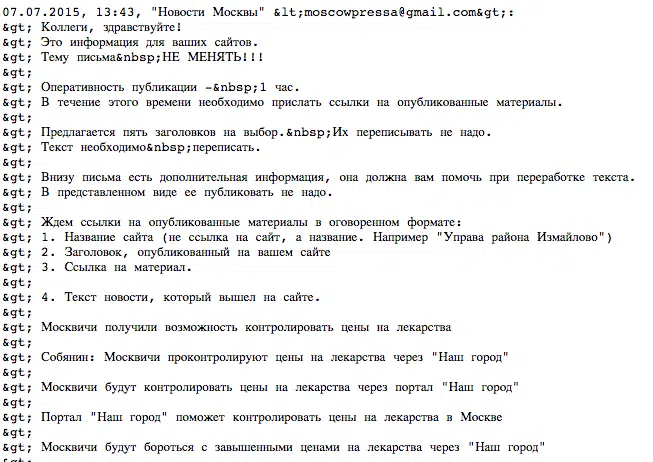 07.07.2015, 13:43, "Новости Москвы" &lt;moscowpressa@gmail.com&gt;:
&gt; Коллеги, здравствуйте!
&gt; Это информация для ваших сайтов.
&gt; Тему письма&nbsp;НЕ МЕНЯТЬ!!!
&gt;
&gt; Оперативность публикации -&nbsp;1 час.
&gt; В течение этого времени необходимо прислать ссылки на опубликованные материалы.
&gt;
&gt; Предлагается пять заголовков на выбор.&nbsp;Их переписывать не надо.
&gt; Текст необходимо&nbsp;переписать.
&gt;
&gt; Внизу письма есть дополнительная информация, она должна вам помочь при переработке текста.
&gt; В представленном виде ее публиковать не надо.
&gt;
&gt; Ждем ссылки на опубликованные материалы в оговоренном формате:
&gt; 1. Название сайта (не ссылка на сайт, а название. Например "Управа района Измайлово")
&gt; 2. Заголовок, опубликованный на вашем сайте
&gt; 3. Ссылка на материал.
&gt;
&gt; 4. Текст новости, который вышел на сайте.
&gt;
&gt; Москвичи получили возможность контролировать цены на лекарства
&gt;
&gt; Собянин: Москвичи проконтролируют цены на лекарства через "Наш город"
&gt;
&gt; Москвичи будут контролировать цены на лекарства через портал "Наш город"
&gt;
&gt; Портал "Наш город" поможет контролировать цены на лекарства в Москве
&gt;
&gt; Москвичи будут бороться с завышенными ценами на лекарства через "Наш город"
&gt;